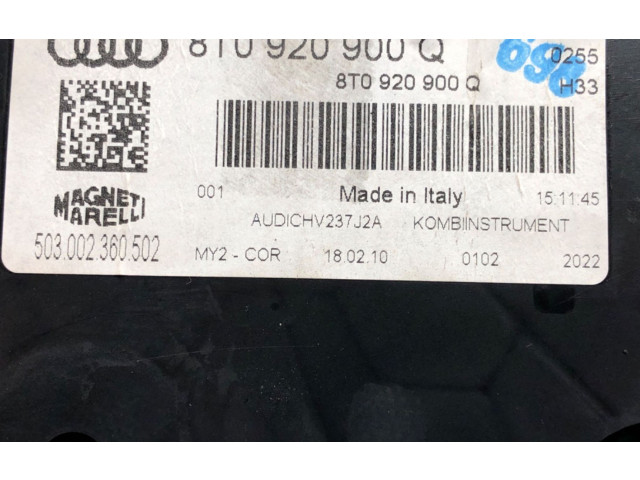 8T0 920 900 Q
0255
8T0 920 900 Q
H33
001 Made in Italy 15:11:45
MAGNETI MARELLI
AUDICHV237J2A KOMBIINSTRUMENT
503.002.360.502
MY2 - COR 18.02.10 0102 2022